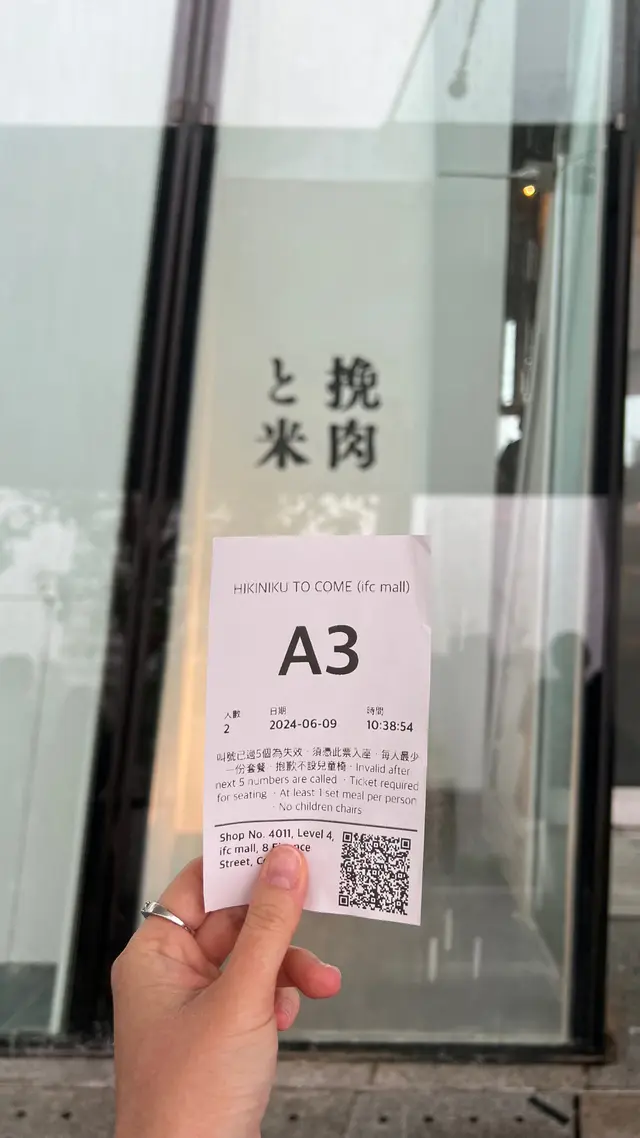 挽肉
と米
HIKINIKU TO COME (ifc mall)
A3
人數 日期 時間
2 2024-06-09 10:38:54
叫號已過5個為失效 · 須憑此票入座 · 每人最少
一份套餐 · 抱歉不設兒童椅 · Invalid after
next 5 numbers are called · Ticket required
for seating · At least 1 set meal per person
· No children chairs
Shop No. 4011, Level 4,
ifc mall, 8
Street,